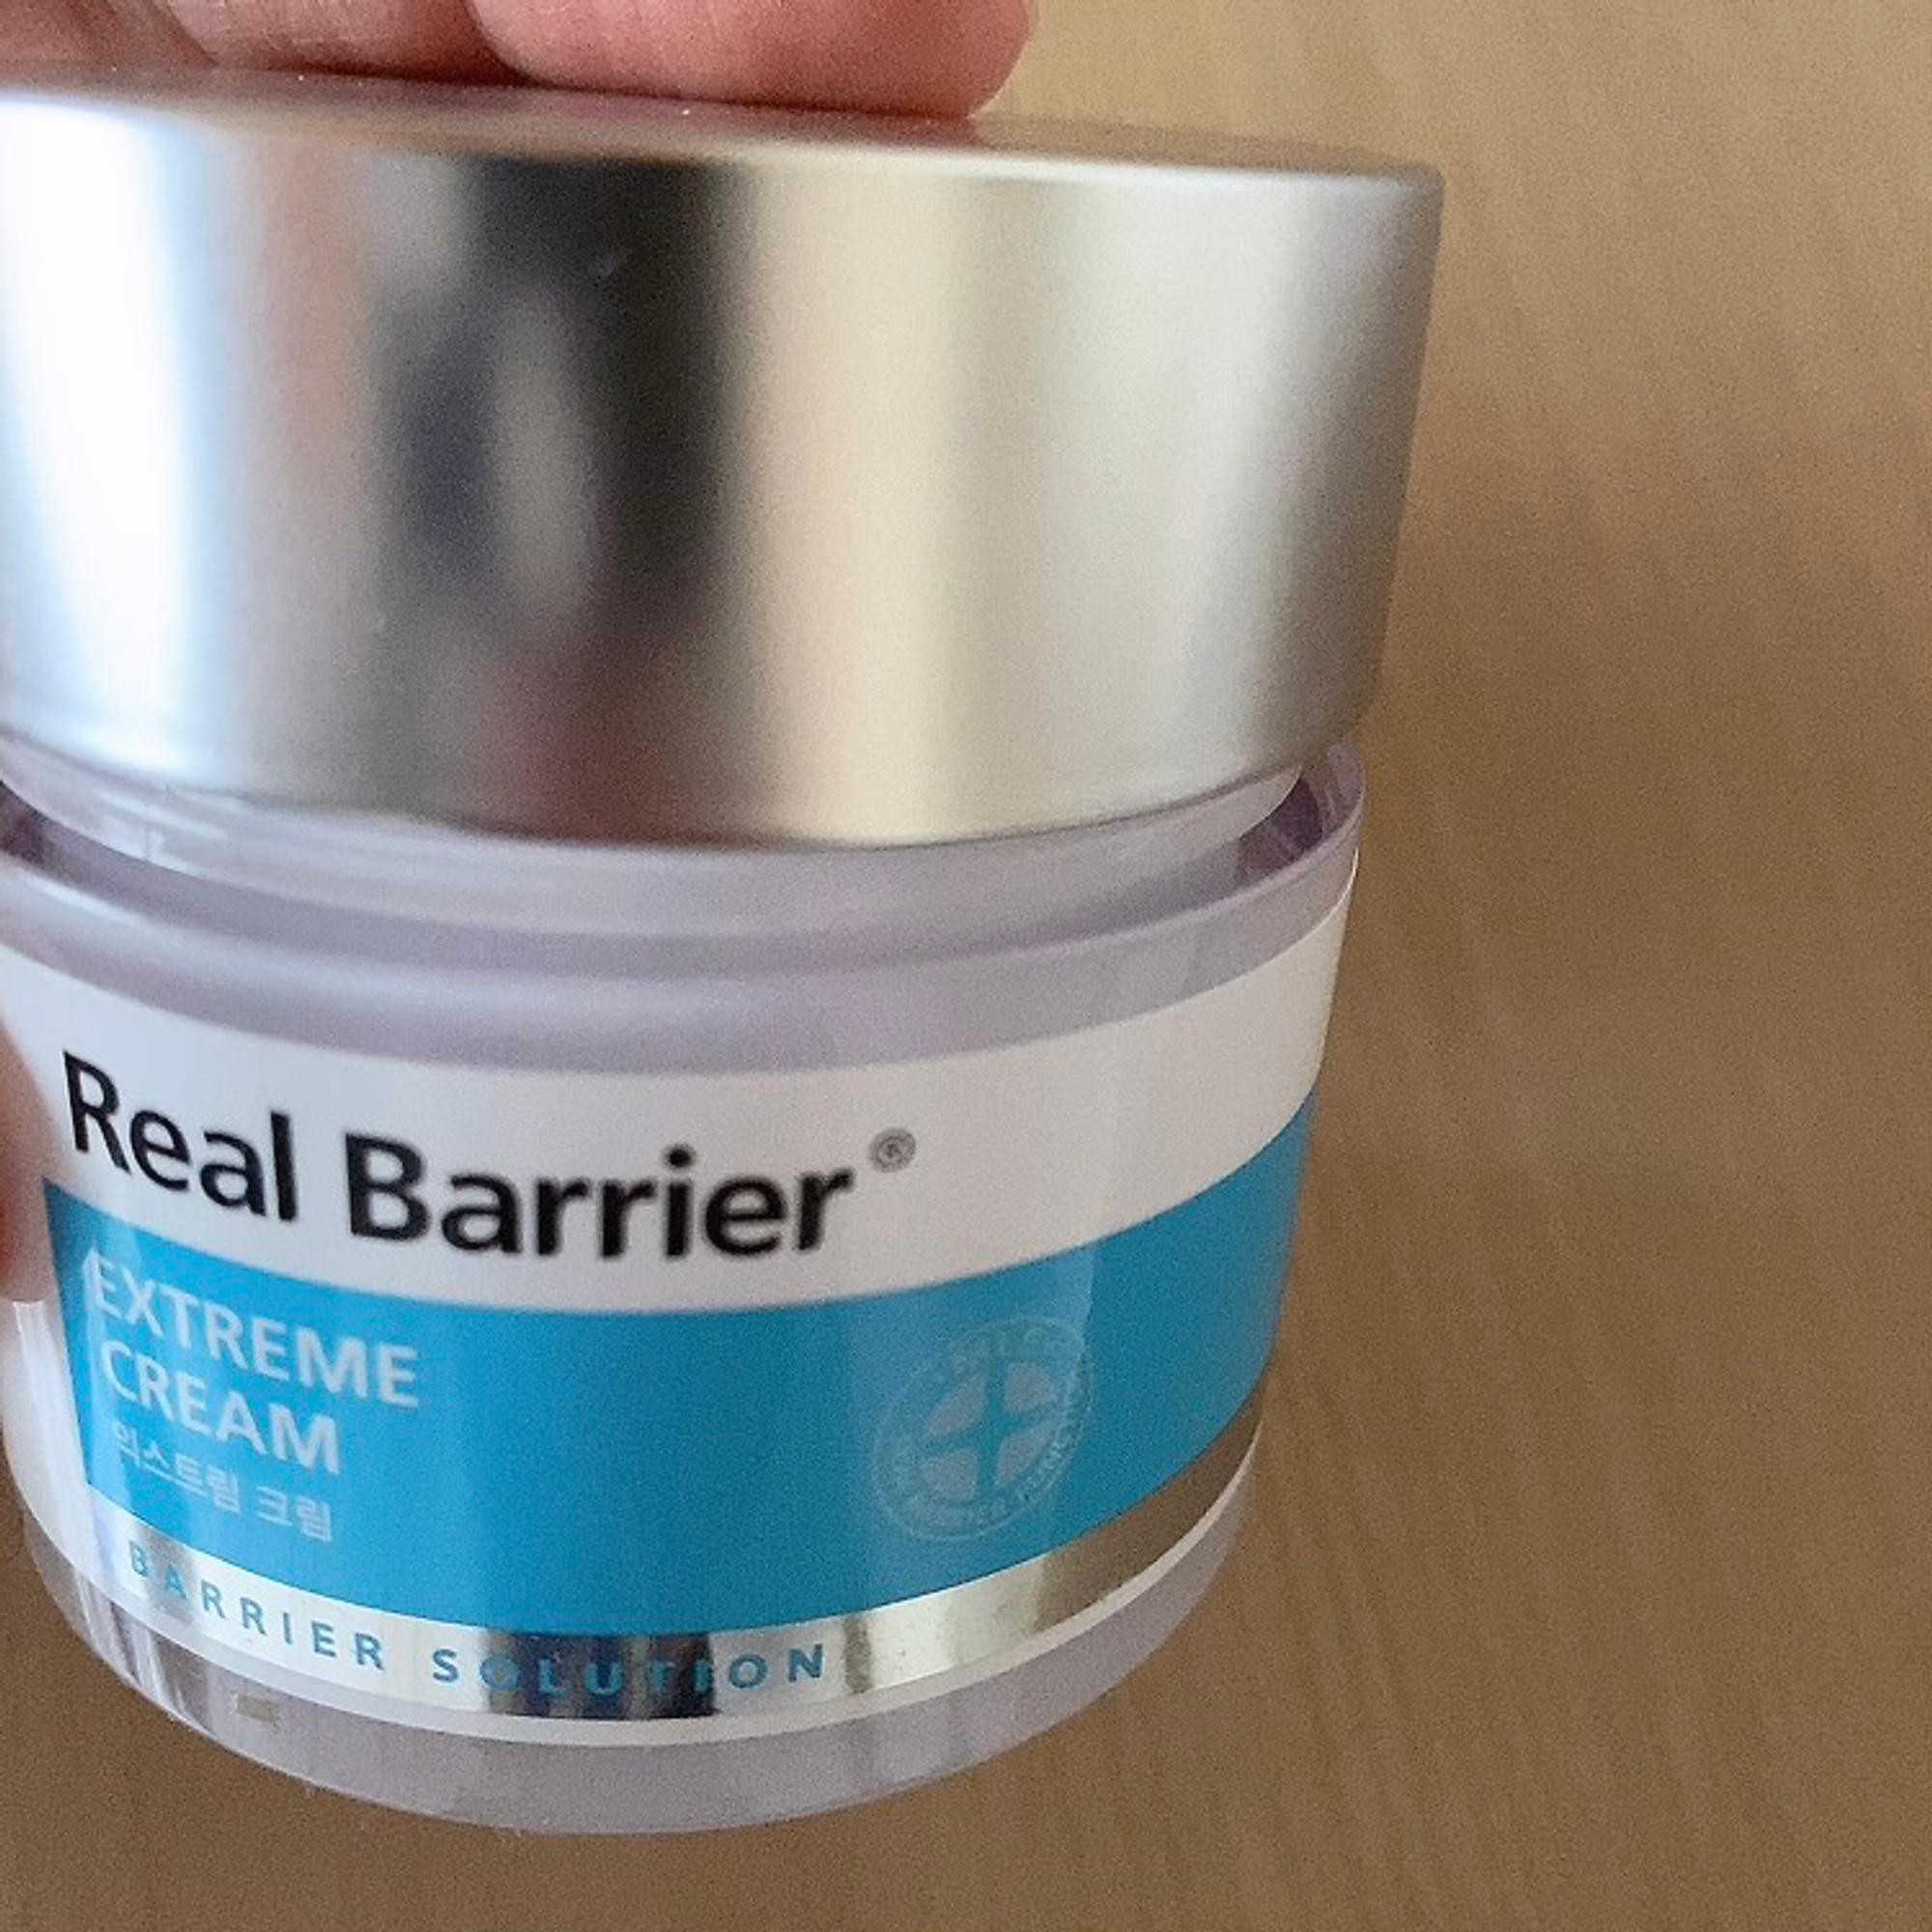 Real Barrier®
EXTREME
CREAM
익스트림 크림
BARRIER SOLUTION